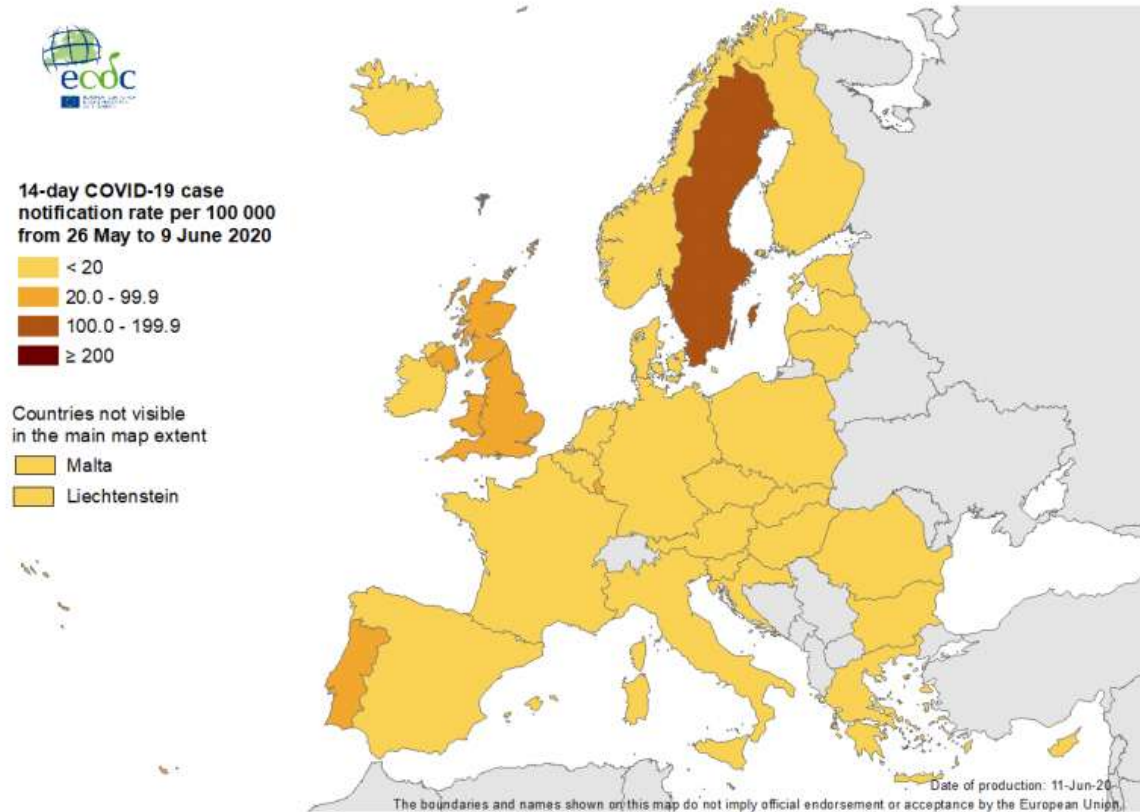 ecdc
14-day COVID-19 case
notification rate per 100 000
from 26 May to 9 June 2020
< 20
20.0 - 99.9
100.0 - 199.9
≥ 200
Countries not visible
in the main map extent
Malta
Liechtenstein
Date of production: 11-Jun-20
The boundaries and names shown on this map do not imply official endorsement or acceptance by the European Union.